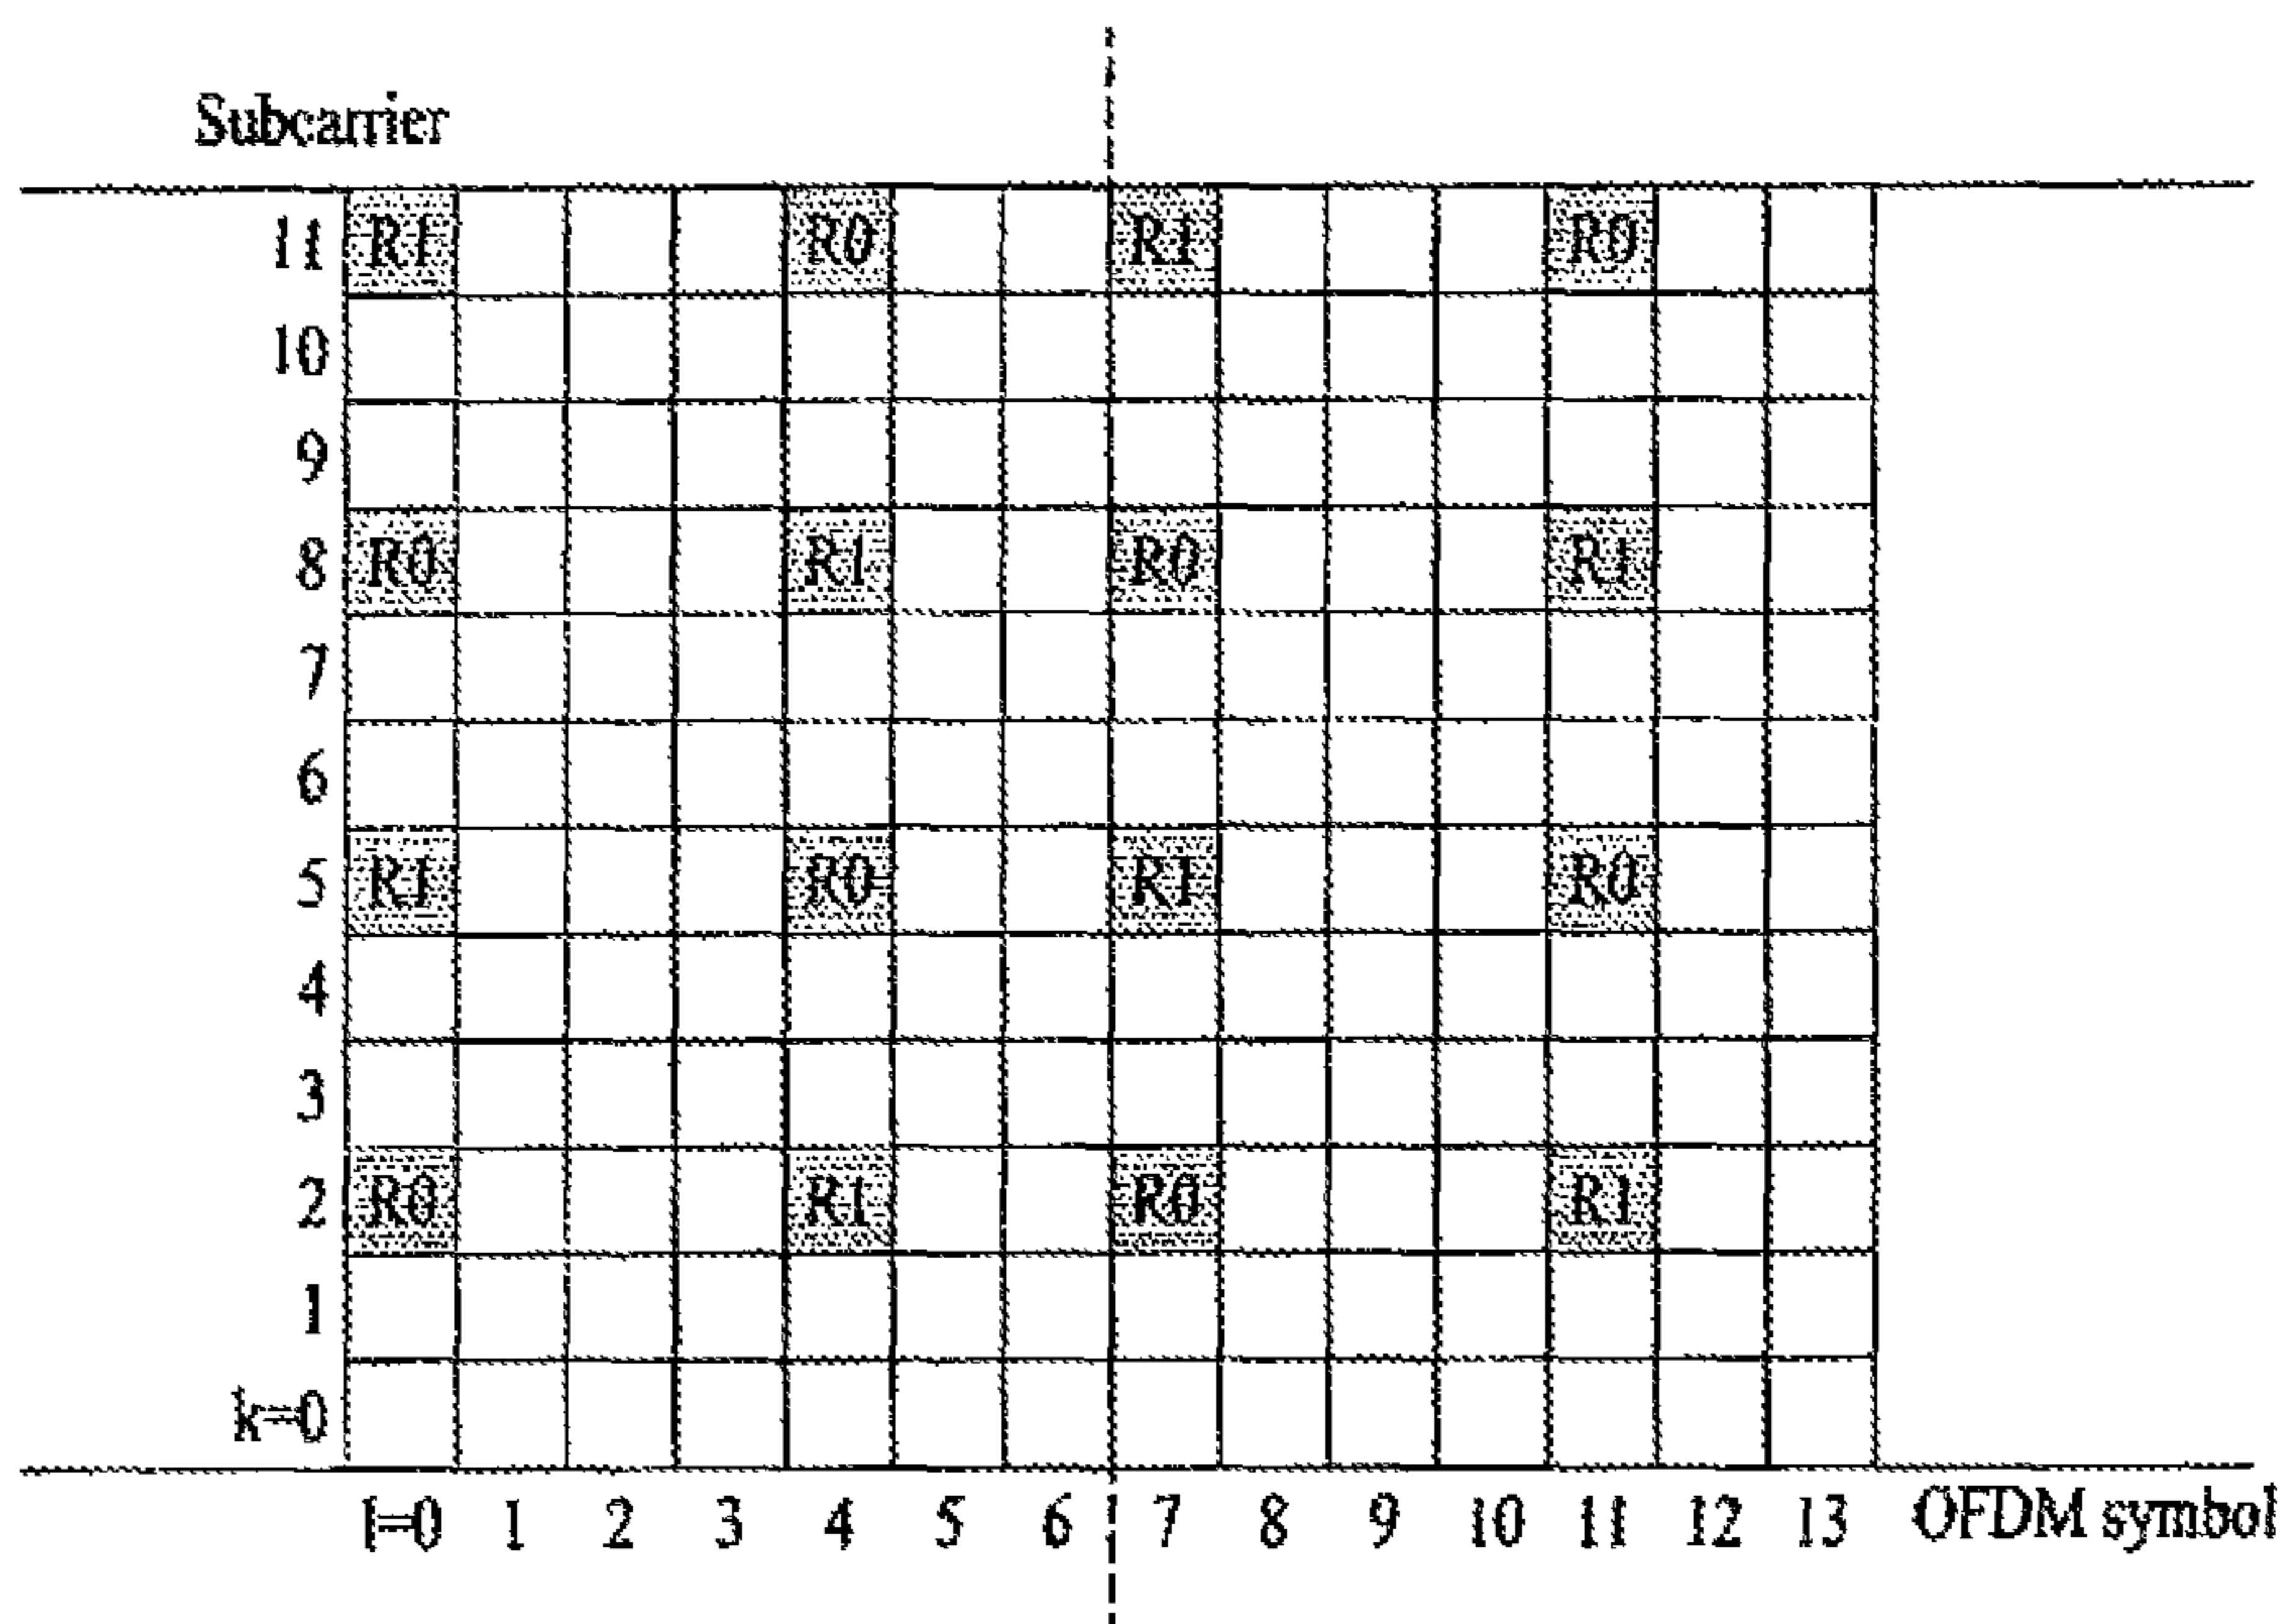 Subcarrier
11 R1 R0 R1 R0
10
9
8 R0 R1 R0 R1
7
6
5 R1 R0 R1 R0
4
3
2 R0 R1 R0 R1
1
k=0
l=0 1 2 3 4 5 6 7 8 9 10 11 12 13 OFDM symbol